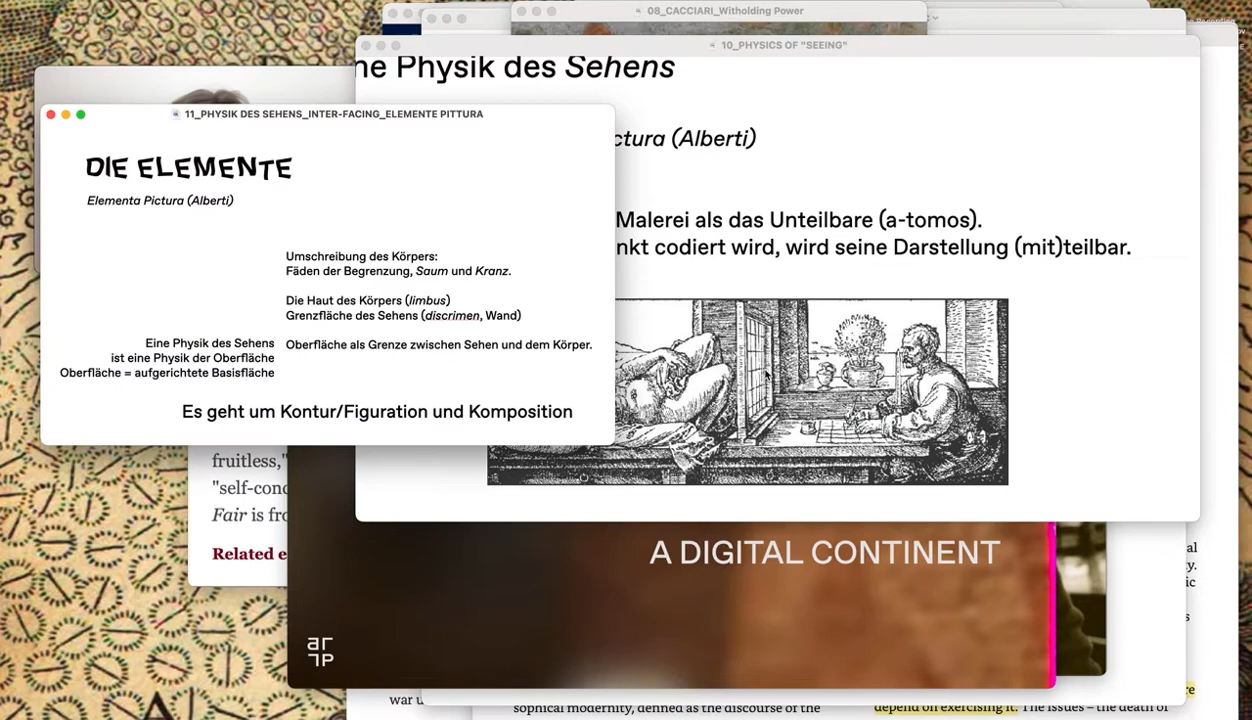 08_CACCIARI_Witholding Power
10_PHYSICS OF "SEEING"
ne Physik des Sehens
ctura (Alberti)
Malerei als das Unteilbare (a-tomos).
nkt codiert wird, wird seine Darstellung (mit)teilbar.
11_PHYSIK DES SEHENS_INTER-FACING_ELEMENTE PITTURA
DIE ELEMENTE
Elementa Pictura (Alberti)
Umschreibung des Körpers:
Fäden der Begrenzung, Saum und Kranz.
Die Haut des Körpers (limbus)
Grenzfläche des Sehens (discrimen, Wand)
Eine Physik des Sehens
ist eine Physik der Oberfläche
Oberfläche = aufgerichtete Basisfläche
Oberfläche als Grenze zwischen Sehen und dem Körper.
Es geht um Kontur/Figuration und Komposition
fruitless,"
"self-conc
Fair is fro
Related e
A DIGITAL CONTINENT
war u
sophical modernity, defined as the discourse of the
depend on exercising it. The issues – the death of